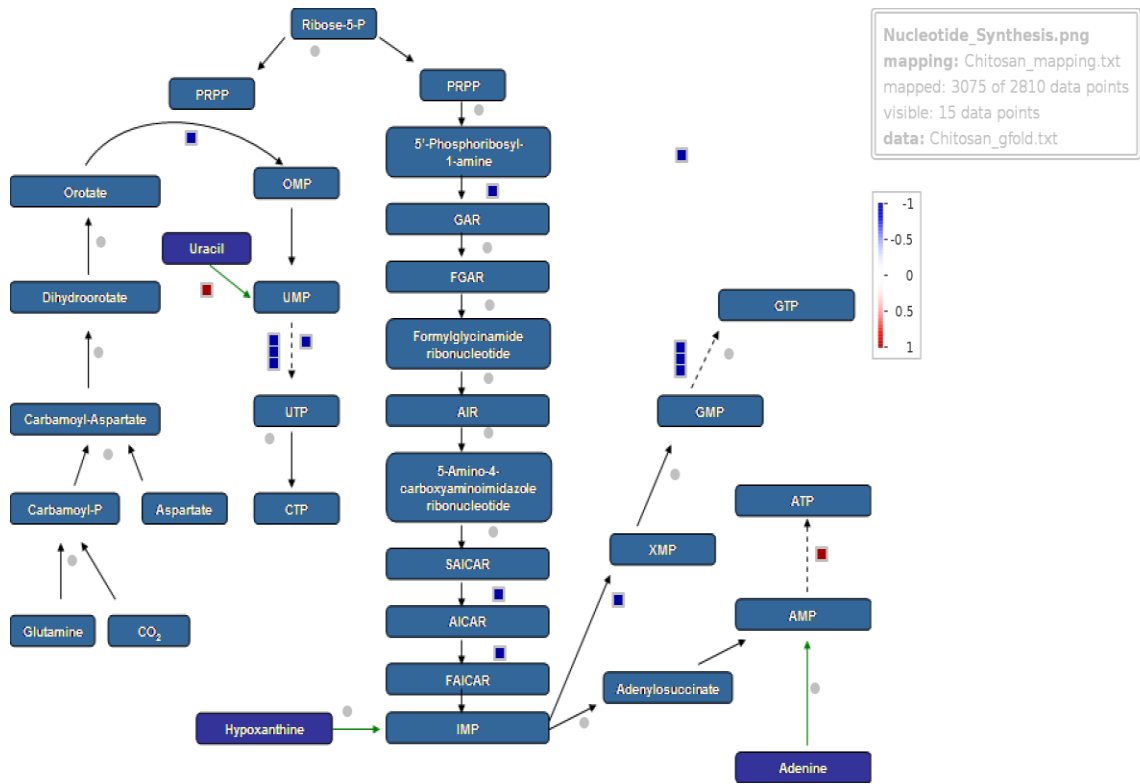 Ribose-5-P
PRPP
PRPP
5'-Phosphoribosyl-
1-amine
Orotate
OMP
GAR
Uracil
FGAR
Dihydroorotate
UMP
Formylglycinamide
ribonucleotide
Carbamoyl-Aspartate
UTP
AIR
5-Amino-4-
carboxyaminoimidazole
ribonucleotide
Carbamoyl-P
Aspartate
CTP
SAICAR
Glutamine
CO₂
AICAR
FAICAR
Hypoxanthine
IMP
GTP
GMP
ATP
XMP
AMP
Adenylosuccinate
Adenine
Nucleotide_Synthesis.png
mapping: Chitosan_mapping.txt
mapped: 3075 of 2810 data points
visible: 15 data points
data: Chitosan_gfold.txt
-1
-0.5
0
0.5
1